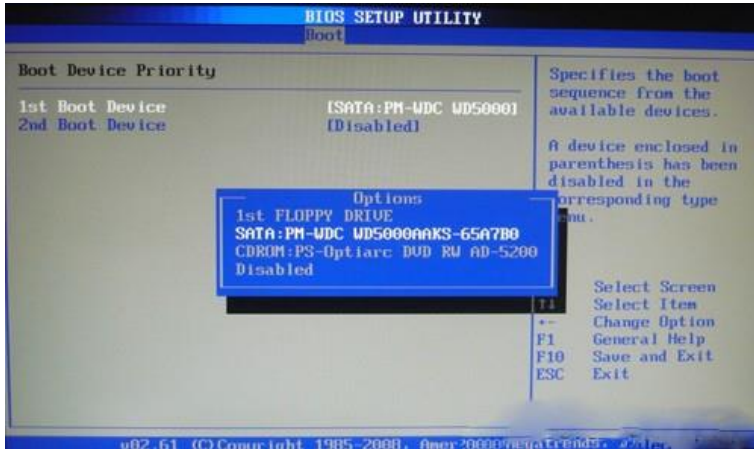 BIOS SETUP UTILITY
Boot
Boot Device Priority
1st Boot Device [SATA:PM-WDC WD5000]
2nd Boot Device [Disabled]
Options
1st FLOPPY DRIVE
SATA:PM-WDC WD5000AAKS-65A7B0
CDROM:PS-Optiarc DVD RW AD-5200
Disabled
Specifies the boot
sequence from the
available devices.
A device enclosed in
parenthesis has been
disabled in the
orresponding type
enu.
Select Screen
↑↓ Select Item
+- Change Option
F1 General Help
F10 Save and Exit
ESC Exit
v02.61 (C)Copyright 1985-2008, Amer